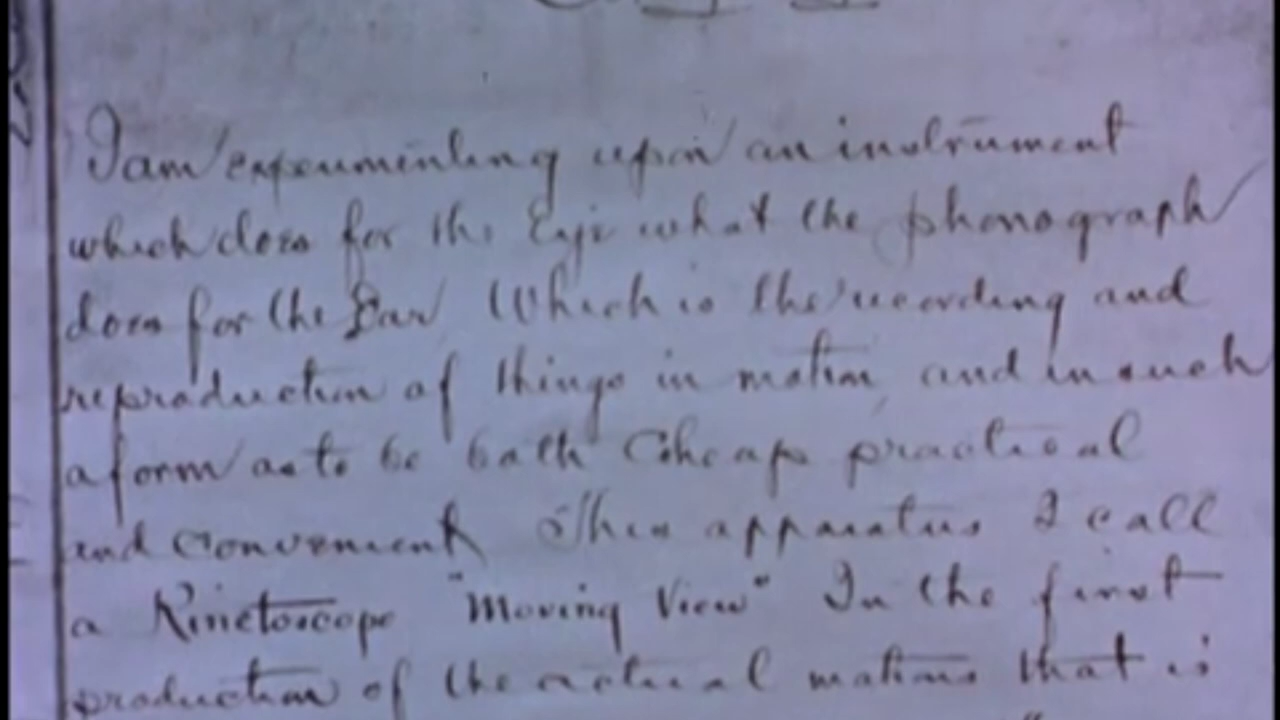 I am experimenting upon an instrument
which does for the Eye what the phonograph
does for the Ear Which is the recording and
reproduction of things in motion, and in such
a form as to be both Cheap practical
and Convenient This apparatus I call
a Kinetoscope "Moving View" In the first
production of the actual motions that is